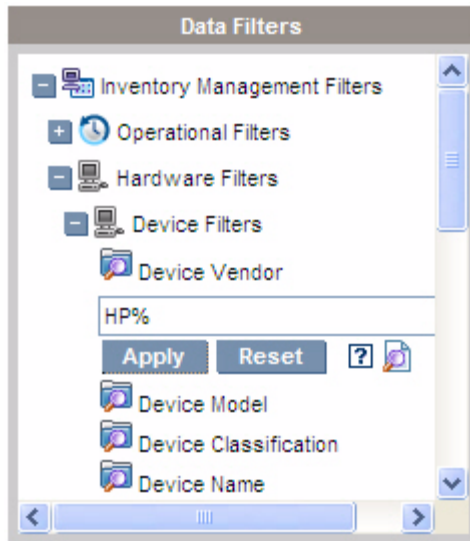 Data Filters
Inventory Management Filters
Operational Filters
Hardware Filters
Device Filters
Device Vendor
HP%
Apply Reset ?
Device Model
Device Classification
Device Name